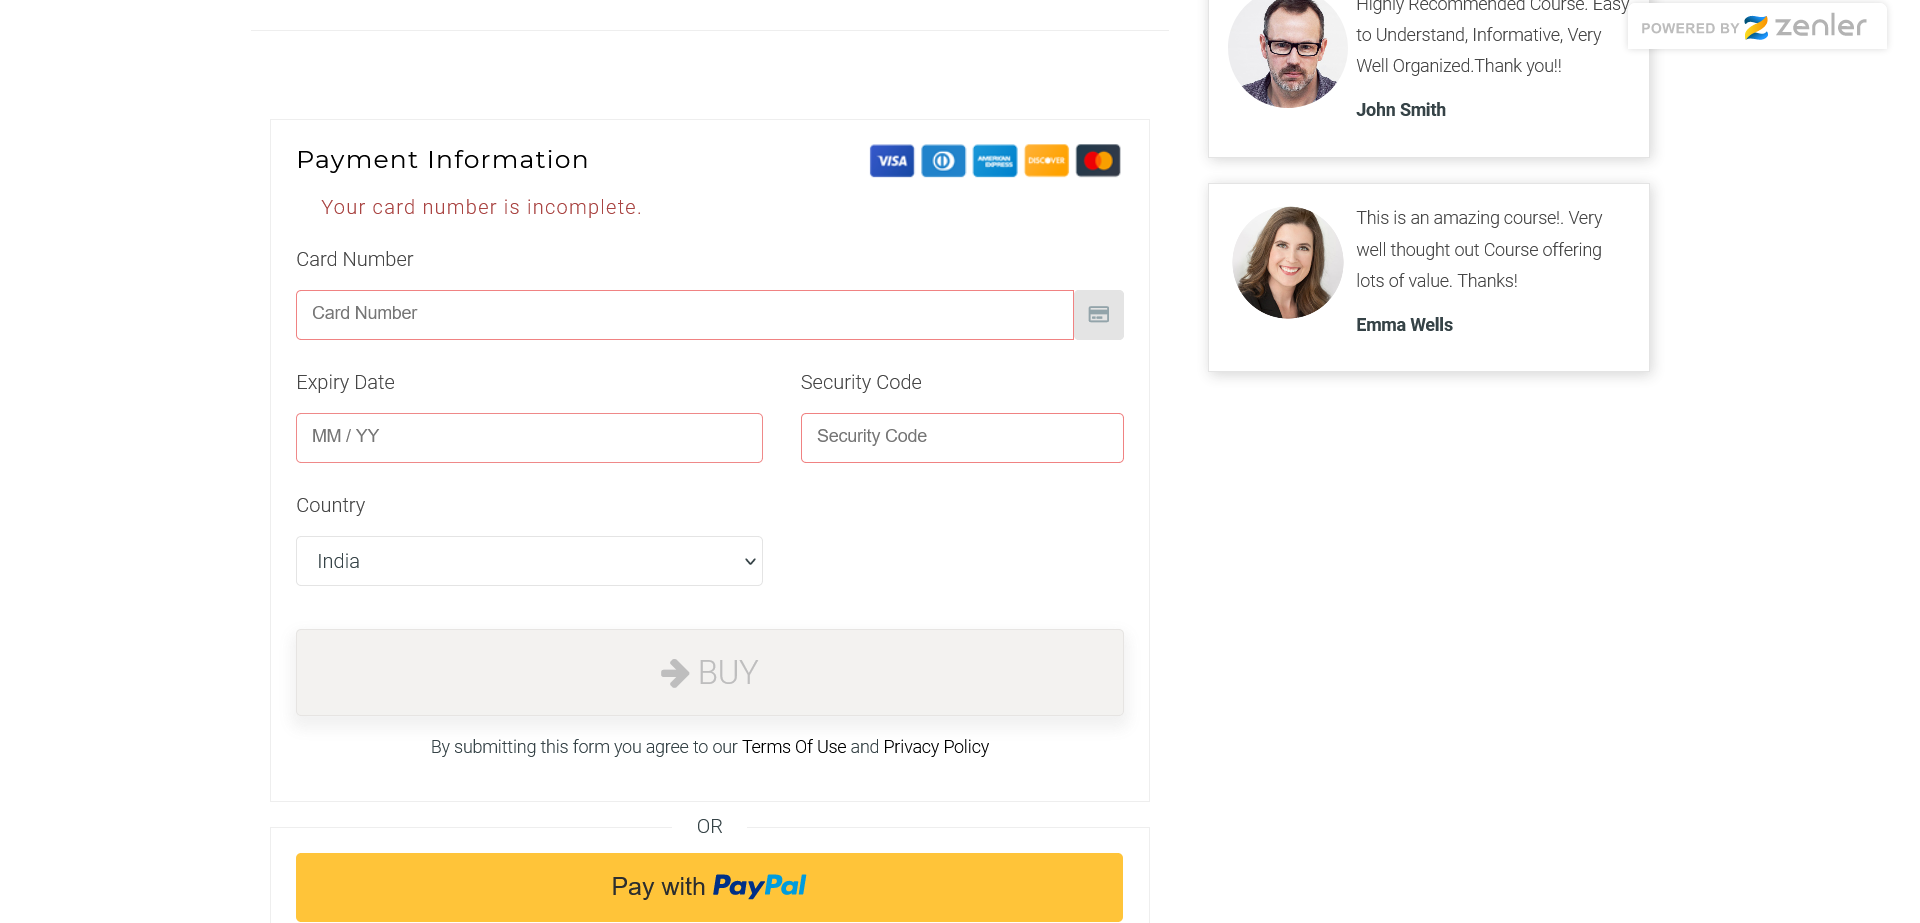 Highly Recommended Course. Easy
to Understand, Informative, Very
Well Organized.Thank you!!
John Smith
POWERED BY zenler
Payment Information
VISA
AMERICAN EXPRESS
DISCOVER
Your card number is incomplete.
Card Number
Card Number
Expiry Date
Security Code
MM / YY
Security Code
Country
India
BUY
By submitting this form you agree to our Terms Of Use and Privacy Policy
OR
Pay with PayPal
This is an amazing course!. Very
well thought out Course offering
lots of value. Thanks!
Emma Wells